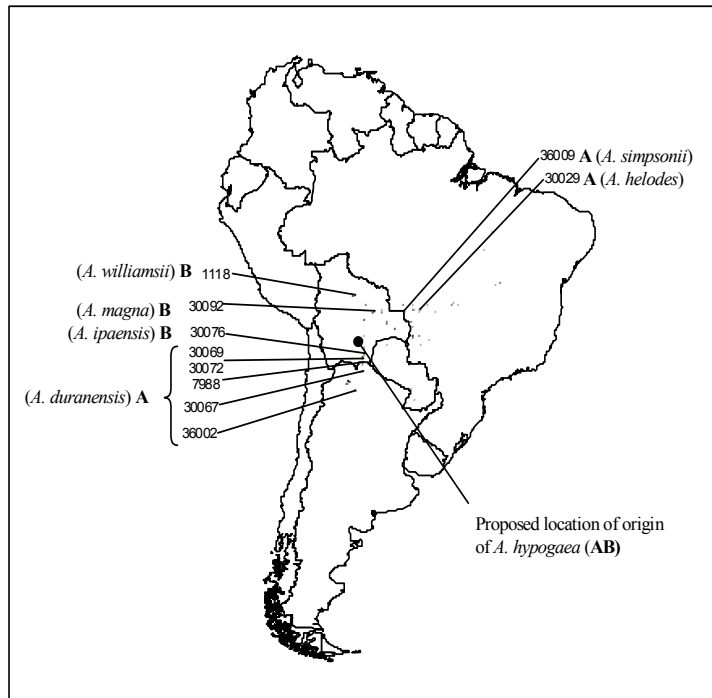 36009 A (A. simpsonii)
30029 A (A. helodes)
(A. williamsii) B 1118
(A. magna) B 30092
(A. ipaensis) B 30076
30069
30072
7988
(A. duranensis) A
30067
36002
Proposed location of origin
of A. hypogaea (AB)